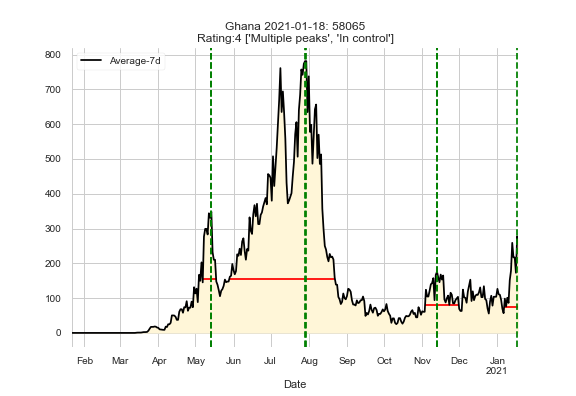 Ghana 2021-01-18: 58065
Rating:4 ['Multiple peaks', 'In control']
Average-7d
800
700
600
500
400
300
200
100
0
Feb Mar Apr May Jun Jul Aug Sep Oct Nov Dec Jan
2021
Date